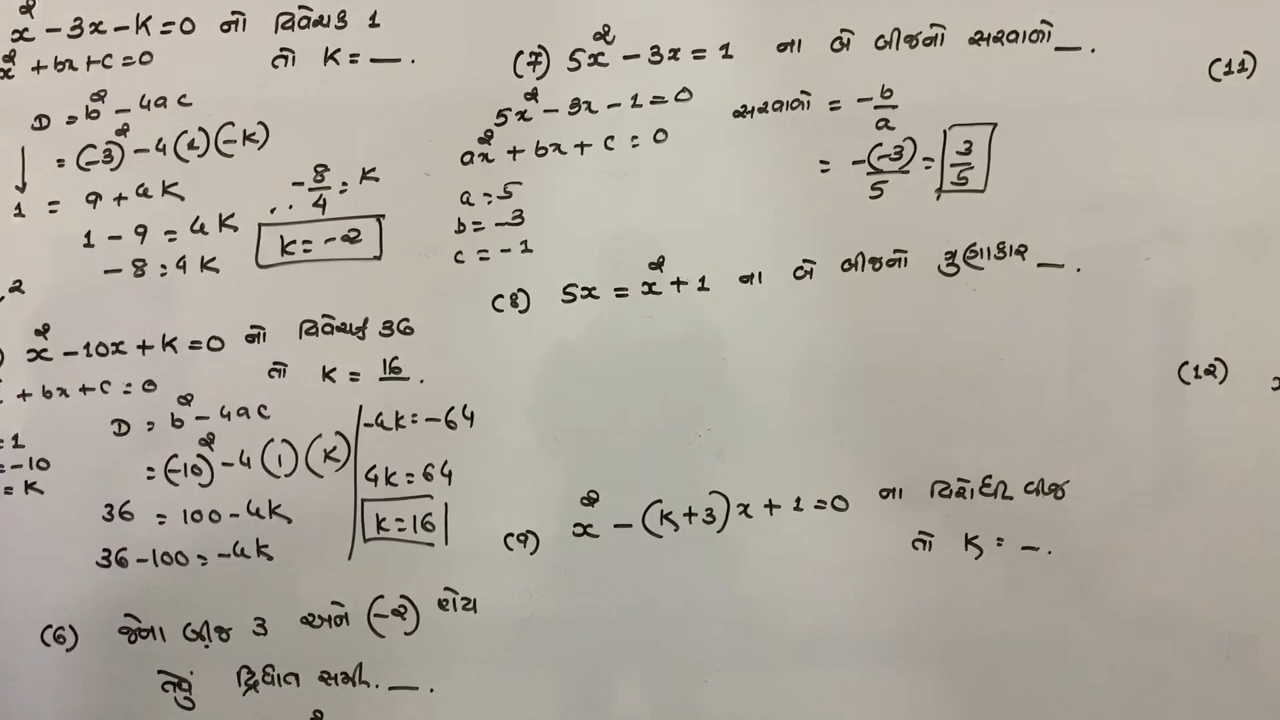 x² - 3x - K = 0 નો વિવેચક 1
x² + bx + c = 0 તો K = __.
D = b² - 4ac
= (-3)² - 4(1)(-K)
1 = 9 + 4K
1 - 9 = 4K
-8 = 4K
∴ -8/4 = K
K = -2
,2
x² - 10x + K = 0 નો વિવેચક 36
તો K = 16.
+ bx + c = 0
= 1
= -10
= K
D = b² - 4ac
= (-10)² - 4(1)(K)
36 = 100 - 4K
36 - 100 = -4K
-4K = -64
4K = 64
K = 16
(6) જેના બીજ 3 અને (-2) હોય
તેવું દ્વિઘાત સમી. __.
(7) 5x² - 3x = 1 ના બે બીજનો સરવાળો __.
5x² - 3x - 1 = 0
ax² + bx + c = 0
a = 5
b = -3
c = -1
સરવાળો = -b/a
= -(-3)/5 = 3/5
(8) 5x = x² + 1 ના બે બીજનો ગુણાકાર __.
(9) x² - (K+3)x + 1 = 0 ના વિરોધી બીજ
તો K = __.
(11)
(12) x